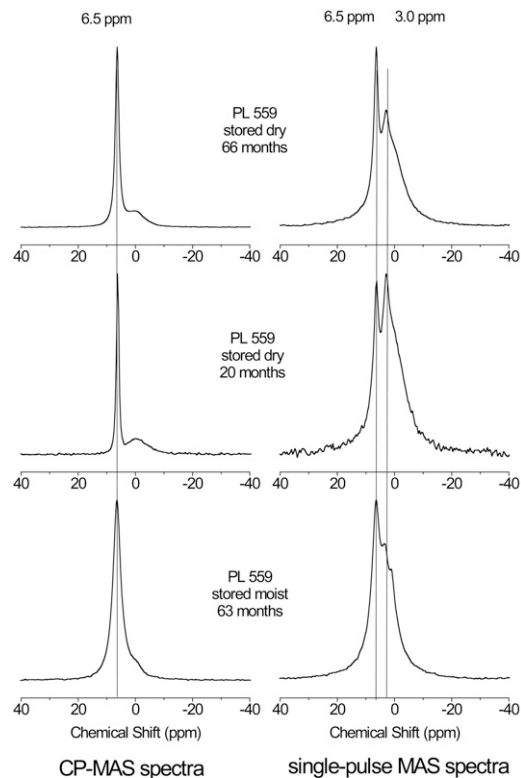 6.5 ppm
6.5 ppm 3.0 ppm
PL 559
stored dry
66 months
40 20 0 -20 -40
40 20 0 -20 -40
PL 559
stored dry
20 months
40 20 0 -20 -40
40 20 0 -20 -40
PL 559
stored moist
63 months
40 20 0 -20 -40
40 20 0 -20 -40
Chemical Shift (ppm)
Chemical Shift (ppm)
CP-MAS spectra
single-pulse MAS spectra